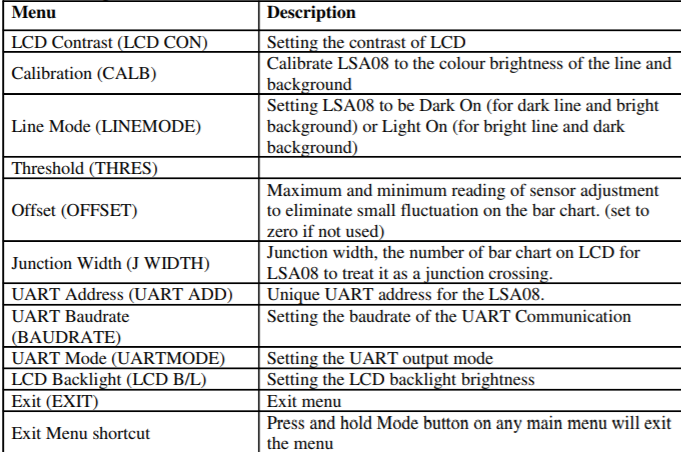 Menu Description
LCD Contrast (LCD CON) Setting the contrast of LCD
Calibration (CALB) Calibrate LSA08 to the colour brightness of the line and
background
Line Mode (LINEMODE) Setting LSA08 to be Dark On (for dark line and bright
background) or Light On (for bright line and dark
background)
Threshold (THRES)
Offset (OFFSET) Maximum and minimum reading of sensor adjustment
to eliminate small fluctuation on the bar chart. (set to
zero if not used)
Junction Width (J WIDTH) Junction width, the number of bar chart on LCD for
LSA08 to treat it as a junction crossing.
UART Address (UART ADD) Unique UART address for the LSA08.
UART Baudrate Setting the baudrate of the UART Communication
(BAUDRATE)
UART Mode (UARTMODE) Setting the UART output mode
LCD Backlight (LCD B/L) Setting the LCD backlight brightness
Exit (EXIT) Exit menu
Exit Menu shortcut Press and hold Mode button on any main menu will exit
the menu